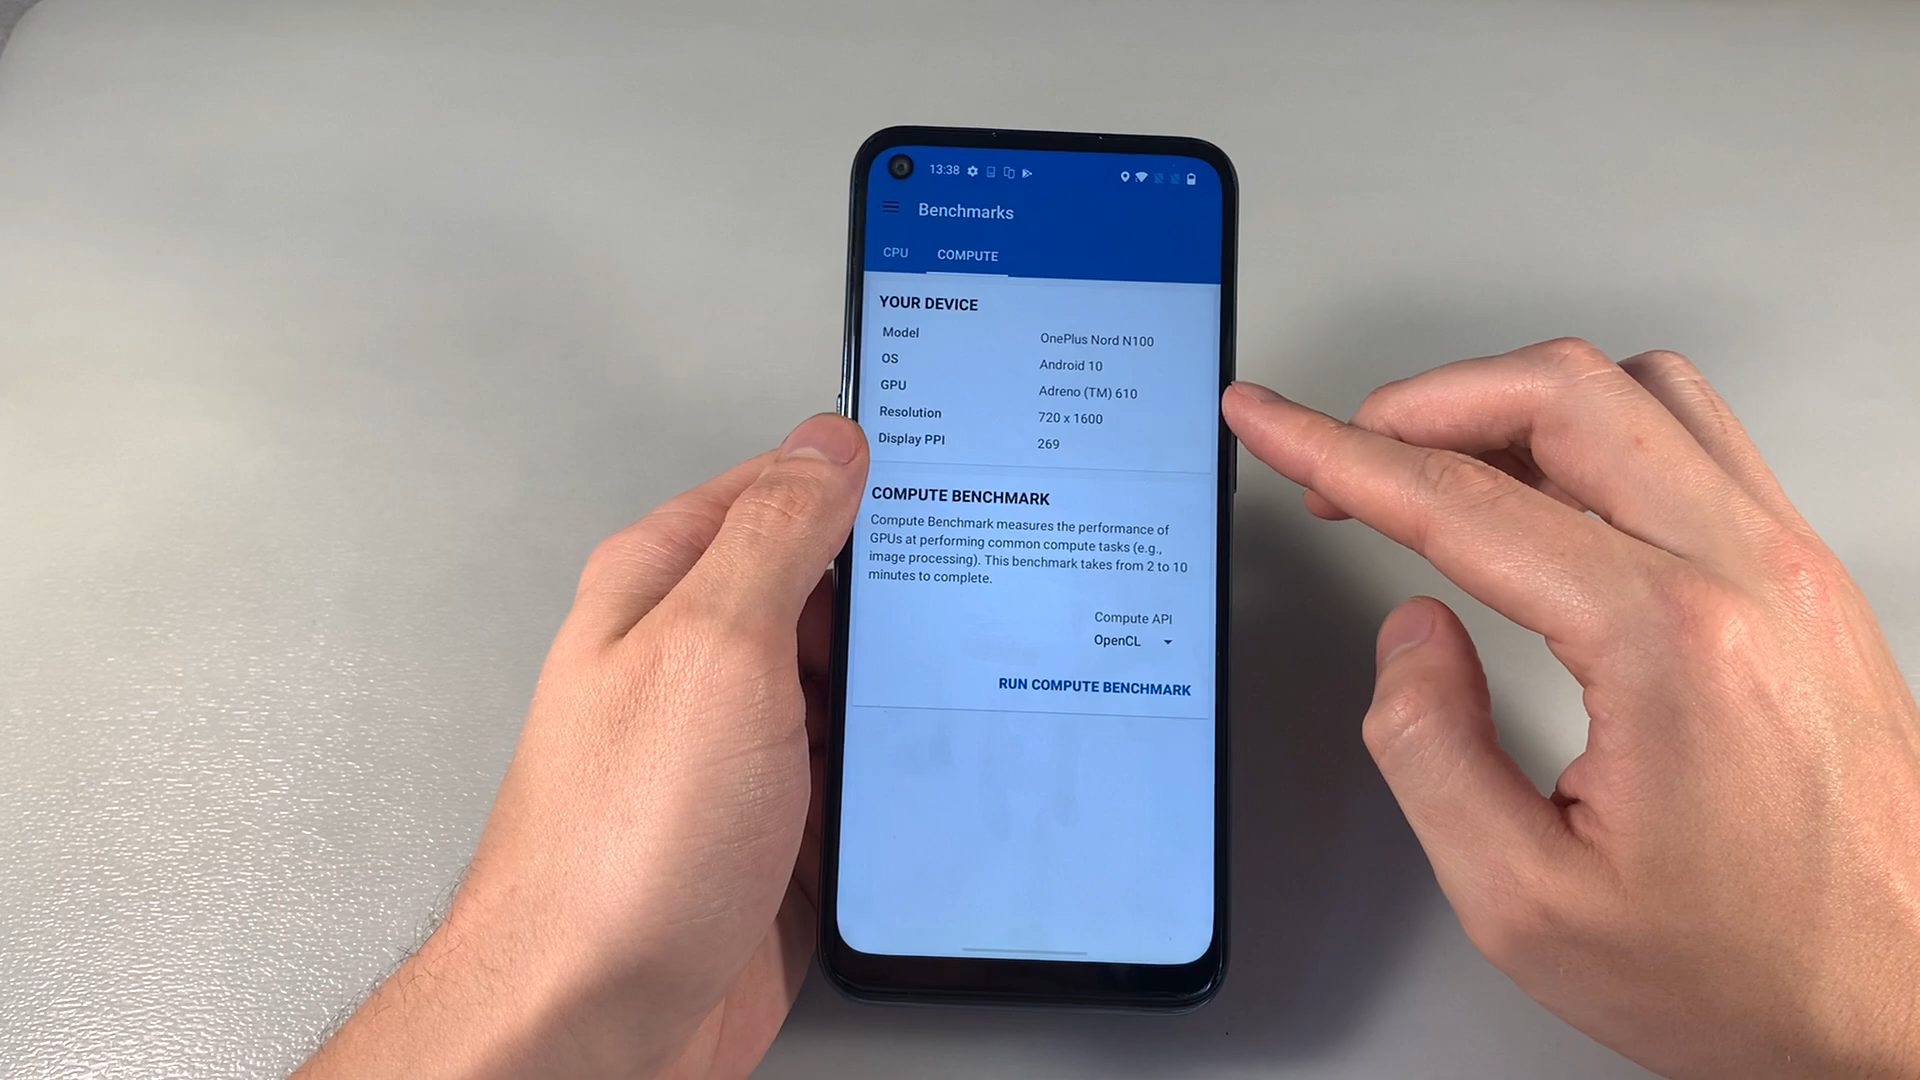 13:38
Benchmarks
CPU COMPUTE
YOUR DEVICE
Model OnePlus Nord N100
OS Android 10
GPU Adreno (TM) 610
Resolution 720 x 1600
Display PPI 269
COMPUTE BENCHMARK
Compute Benchmark measures the performance of
GPUs at performing common compute tasks (e.g.,
image processing). This benchmark takes from 2 to 10
minutes to complete.
Compute API
OpenCL
RUN COMPUTE BENCHMARK